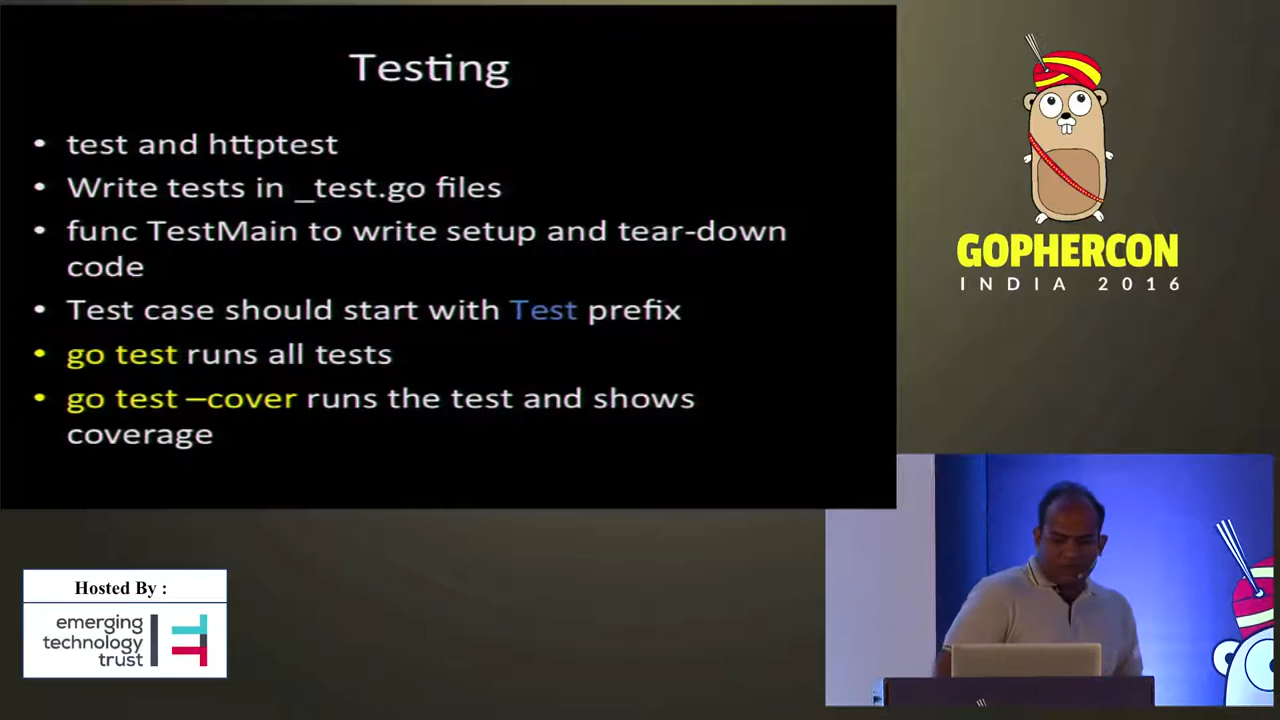 Testing
• test and httptest
• Write tests in _test.go files
• func TestMain to write setup and tear-down
code
• Test case should start with Test prefix
• go test runs all tests
• go test –cover runs the test and shows
coverage
GOPHERCON
INDIA 2016
Hosted By :
emerging
technology
trust